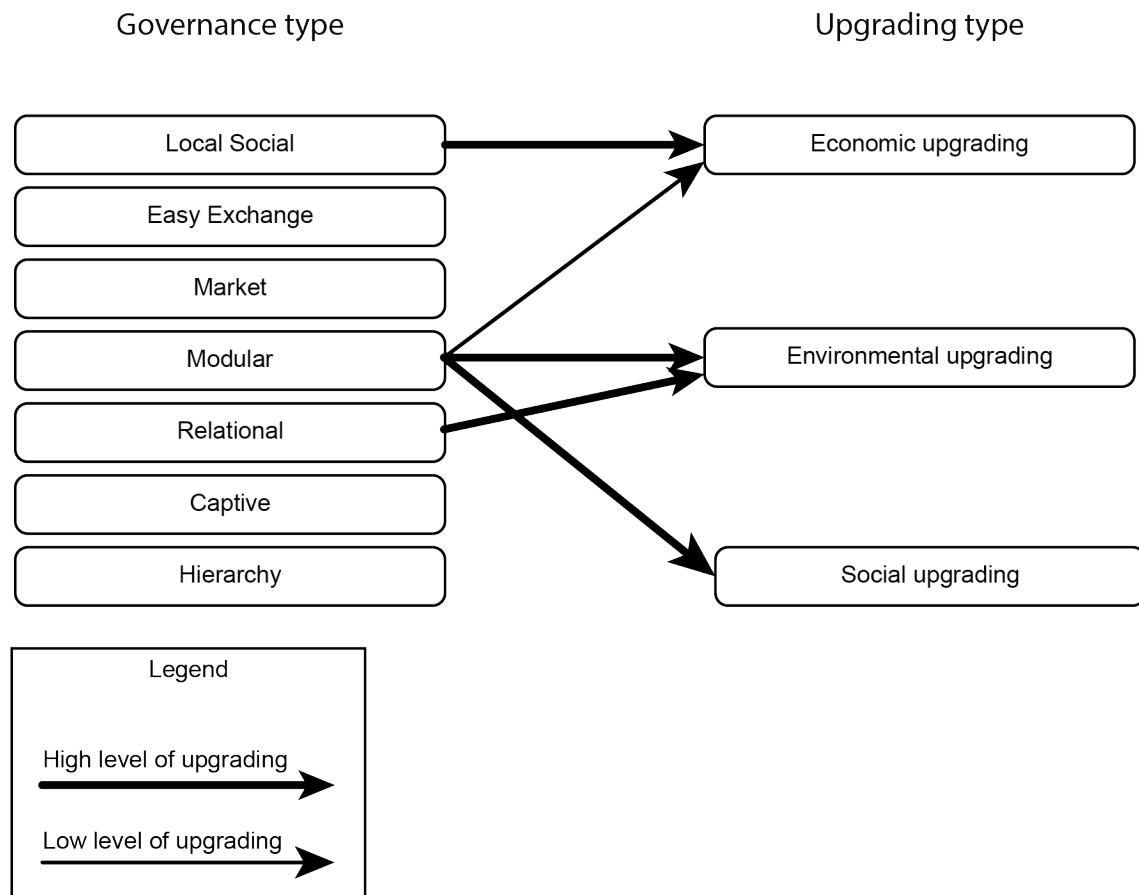 Governance type
Upgrading type
Local Social
Economic upgrading
Easy Exchange
Market
Modular
Environmental upgrading
Relational
Captive
Hierarchy
Social upgrading
Legend
High level of upgrading
Low level of upgrading